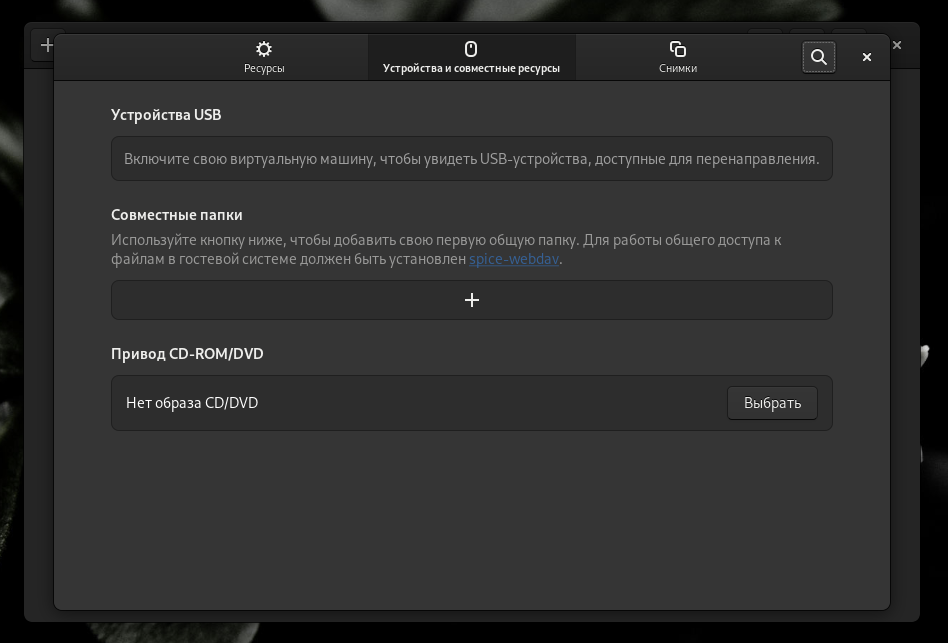 Ресурсы
Устройства и совместные ресурсы
Снимки
Устройства USB
Включите свою виртуальную машину, чтобы увидеть USB-устройства, доступные для перенаправления.
Совместные папки
Используйте кнопку ниже, чтобы добавить свою первую общую папку. Для работы общего доступа к
файлам в гостевой системе должен быть установлен spice-webdav.
Привод CD-ROM/DVD
Нет образа CD/DVD
Выбрать